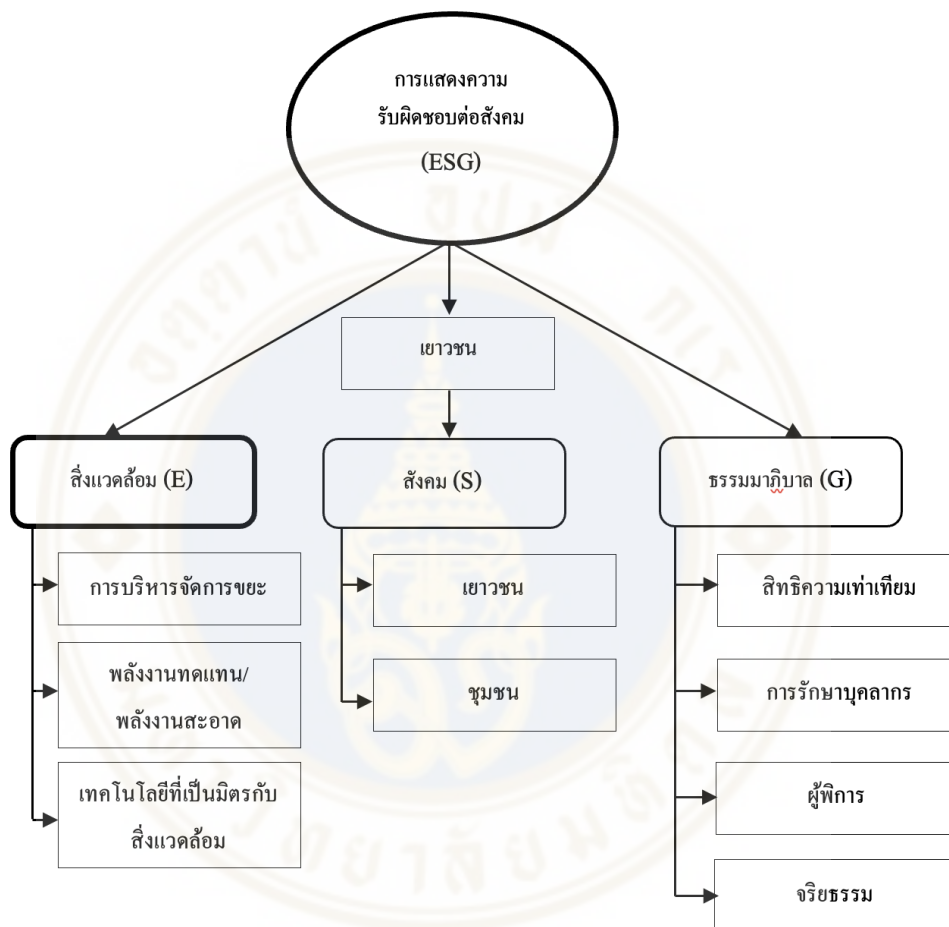 การแสดงความ
รับผิดชอบต่อสังคม
(ESG)
เยาวชน
สิ่งแวดล้อม (E)
สังคม (S)
ธรรมมาภิบาล (G)
การบริหารจัดการขยะ
เยาวชน
สิทธิความเท่าเทียม
พลังงานทดแทน/
พลังงานสะอาด
ชุมชน
การรักษาบุคลากร
เทคโนโลยีที่เป็นมิตรกับ
สิ่งแวดล้อม
ผู้พิการ
จริยธรรม